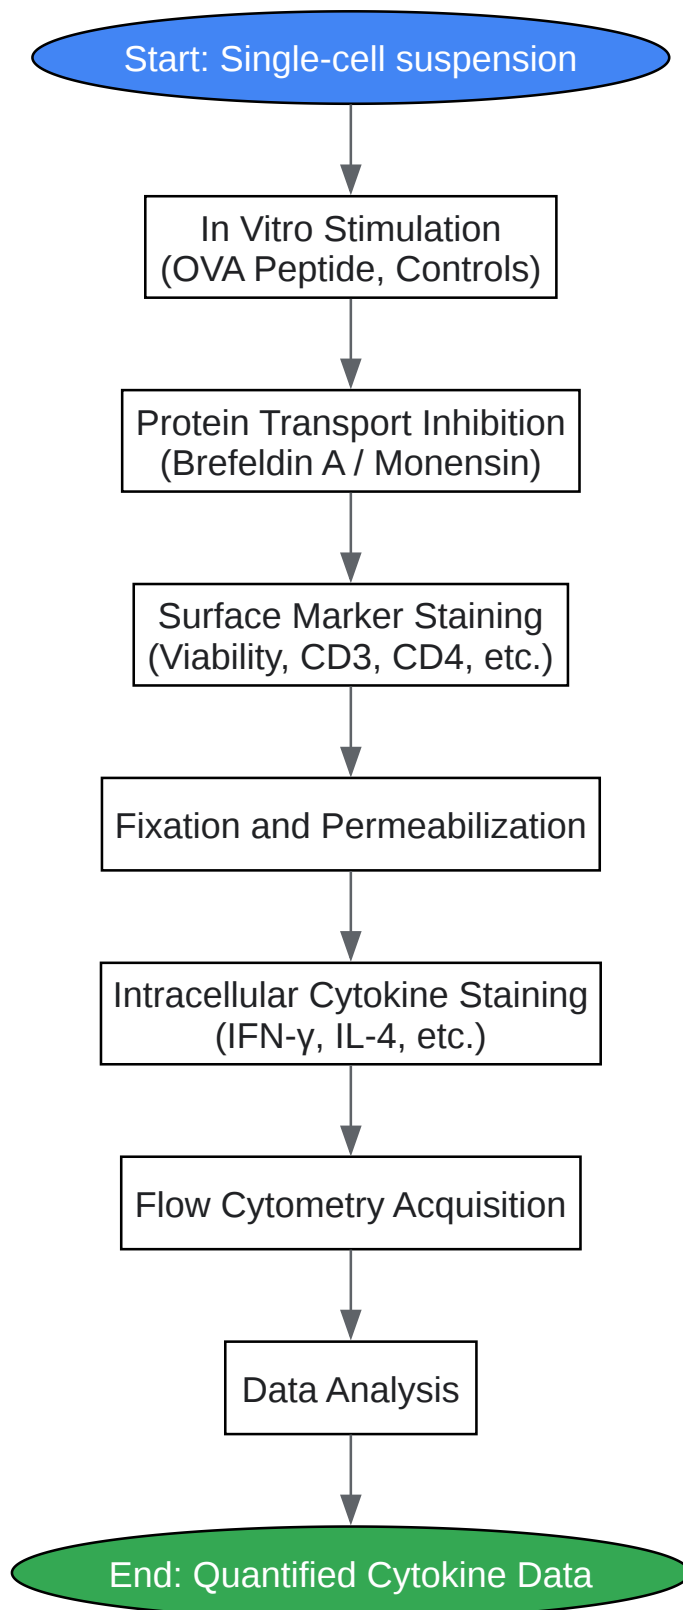 Start: Single-cell suspension
In Vitro Stimulation
(OVA Peptide, Controls)
Protein Transport Inhibition
(Brefeldin A / Monensin)
Surface Marker Staining
(Viability, CD3, CD4, etc.)
Fixation and Permeabilization
Intracellular Cytokine Staining
(IFN-γ, IL-4, etc.)
Flow Cytometry Acquisition
Data Analysis
End: Quantified Cytokine Data